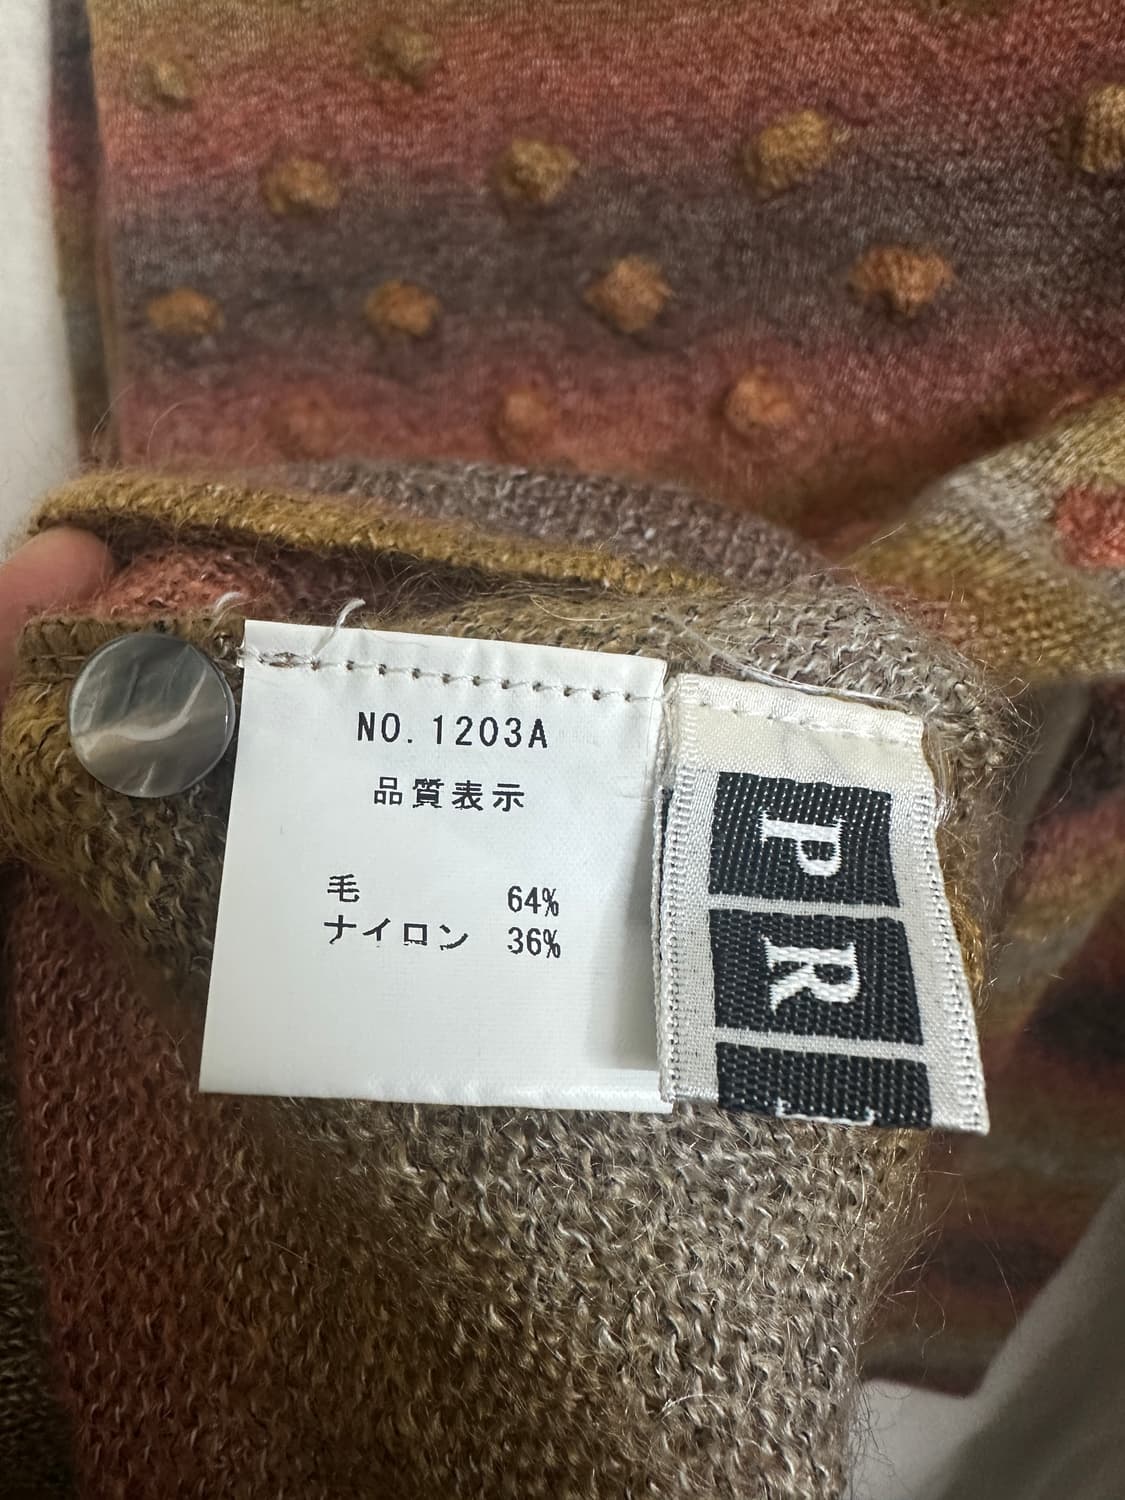 NO. 1203A
品質表示
毛 64%
ナイロン 36%
P
R